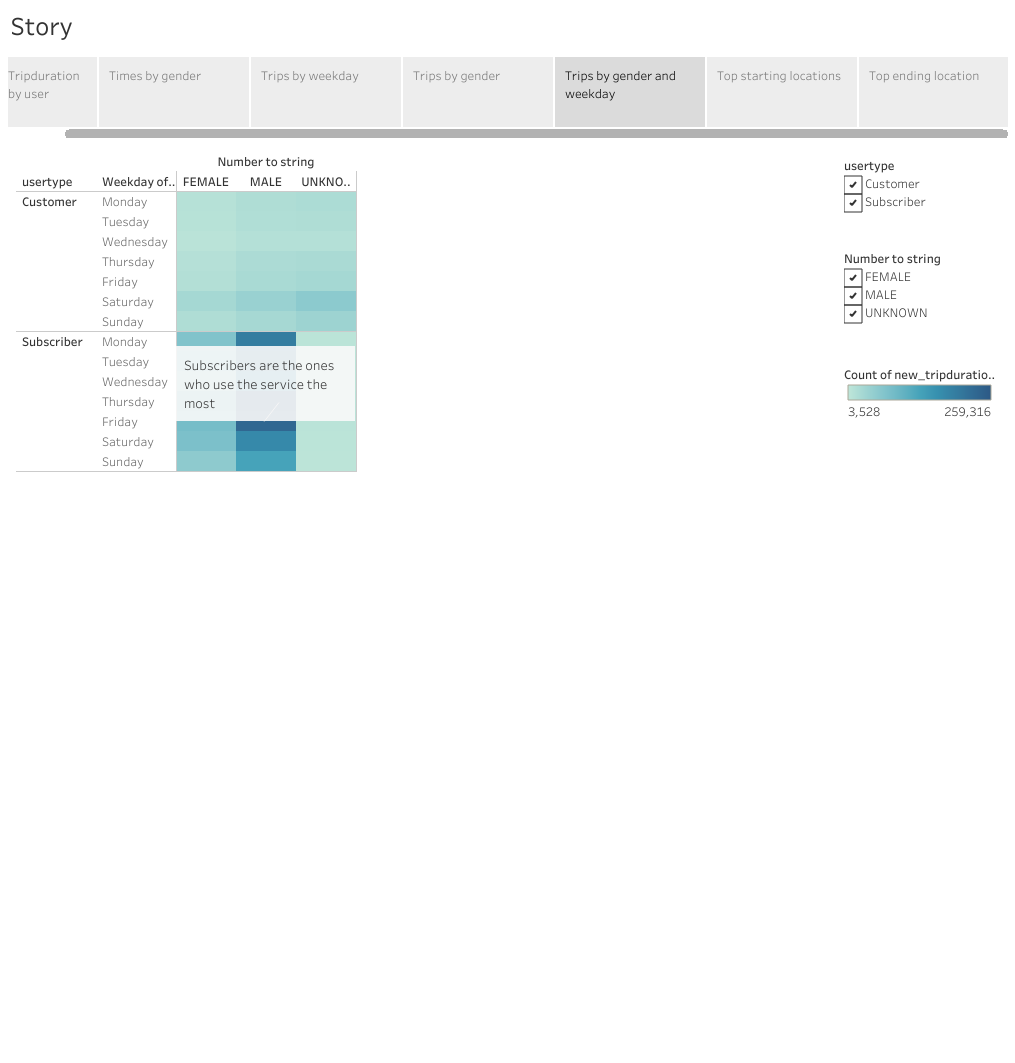 Story
Tripduration
by user
Times by gender
Trips by weekday
Trips by gender
Trips by gender and
weekday
Top starting locations
Top ending location
Number to string
usertype Weekday of.. FEMALE MALE UNKNO..
Customer Monday
Tuesday
Wednesday
Thursday
Friday
Saturday
Sunday
Subscriber Monday
Tuesday
Wednesday
Thursday
Friday
Saturday
Sunday
Subscribers are the ones
who use the service the
most
usertype
Customer
Subscriber
Number to string
FEMALE
MALE
UNKNOWN
Count of new_tripduratio..
3,528 259,316